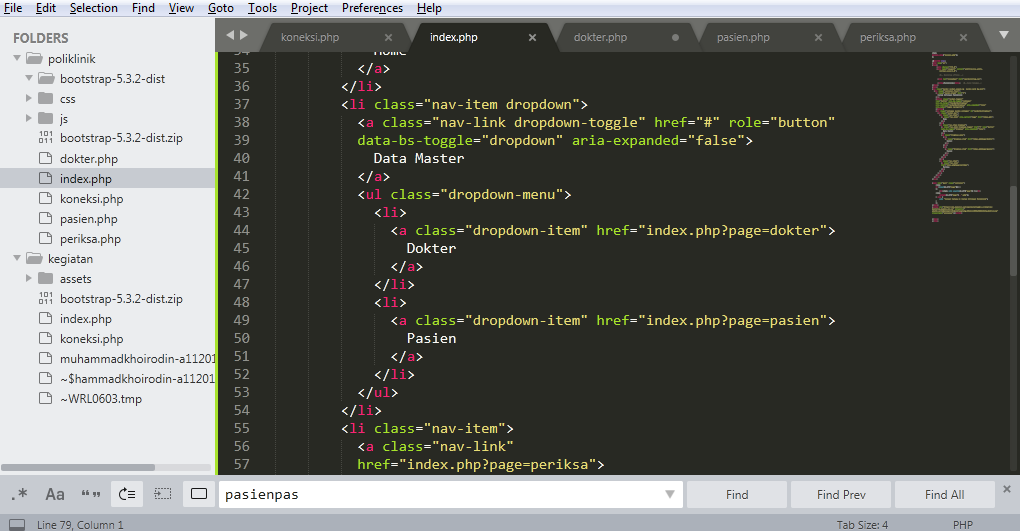 File Edit Selection Find View Goto Tools Project Preferences Help
FOLDERS
poliklinik
bootstrap-5.3.2-dist
css
js
bootstrap-5.3.2-dist.zip
dokter.php
index.php
koneksi.php
pasien.php
periksa.php
kegiatan
assets
bootstrap-5.3.2-dist.zip
index.php
koneksi.php
muhammadkhoirodin-a11201
~$hammadkhoirodin-a11201
~WRL0603.tmp
koneksi.php × index.php × dokter.php pasien.php × periksa.php ×
34 Home
35 </a>
36 </li>
37 <li class="nav-item dropdown">
38 <a class="nav-link dropdown-toggle" href="#" role="button"
39 data-bs-toggle="dropdown" aria-expanded="false">
40 Data Master
41 </a>
42 <ul class="dropdown-menu">
43 <li>
44 <a class="dropdown-item" href="index.php?page=dokter">
45 Dokter
46 </a>
47 </li>
48 <li>
49 <a class="dropdown-item" href="index.php?page=pasien">
50 Pasien
51 </a>
52 </li>
53 </ul>
54 </li>
55 <li class="nav-item">
56 <a class="nav-link"
57 href="index.php?page=periksa">
.* Aa “” pasienpas Find Find Prev Find All ×
Line 79, Column 1 Tab Size: 4 PHP